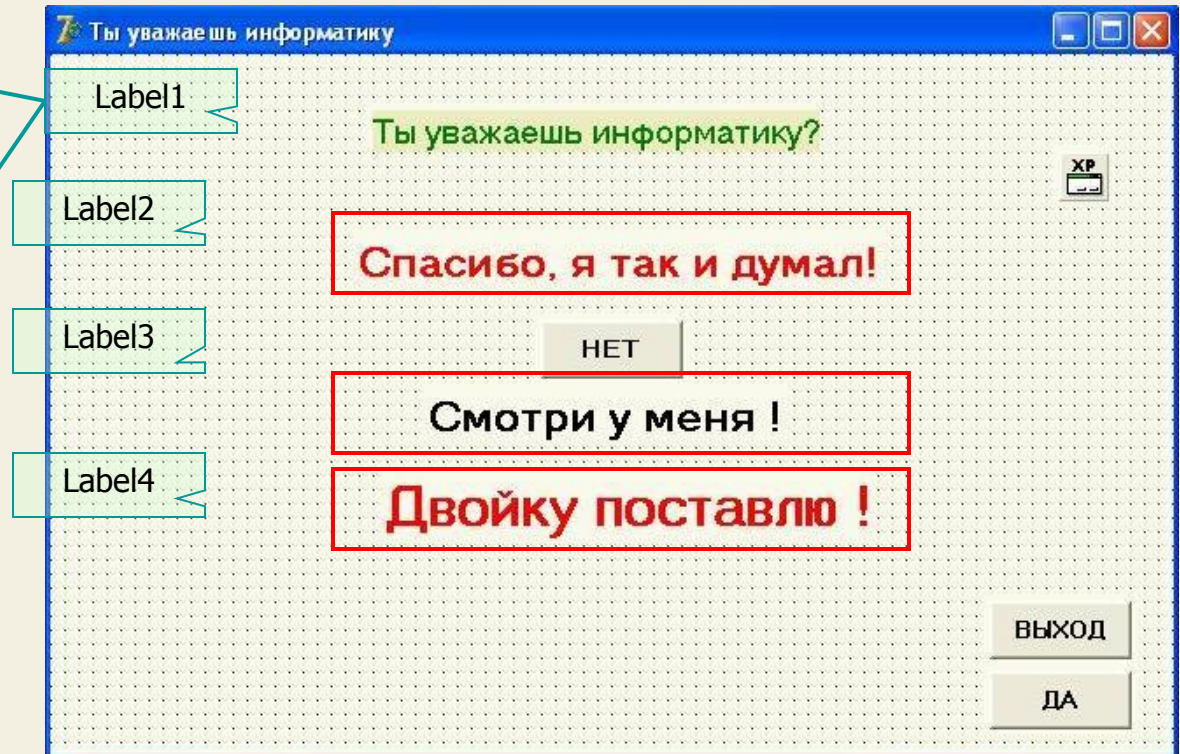 Ты уважаешь информатику
Label1
Ты уважаешь информатику?
XP
Label2
Спасибо, я так и думал!
Label3
НЕТ
Смотри у меня !
Label4
Двойку поставлю !
ВЫХОД
ДА